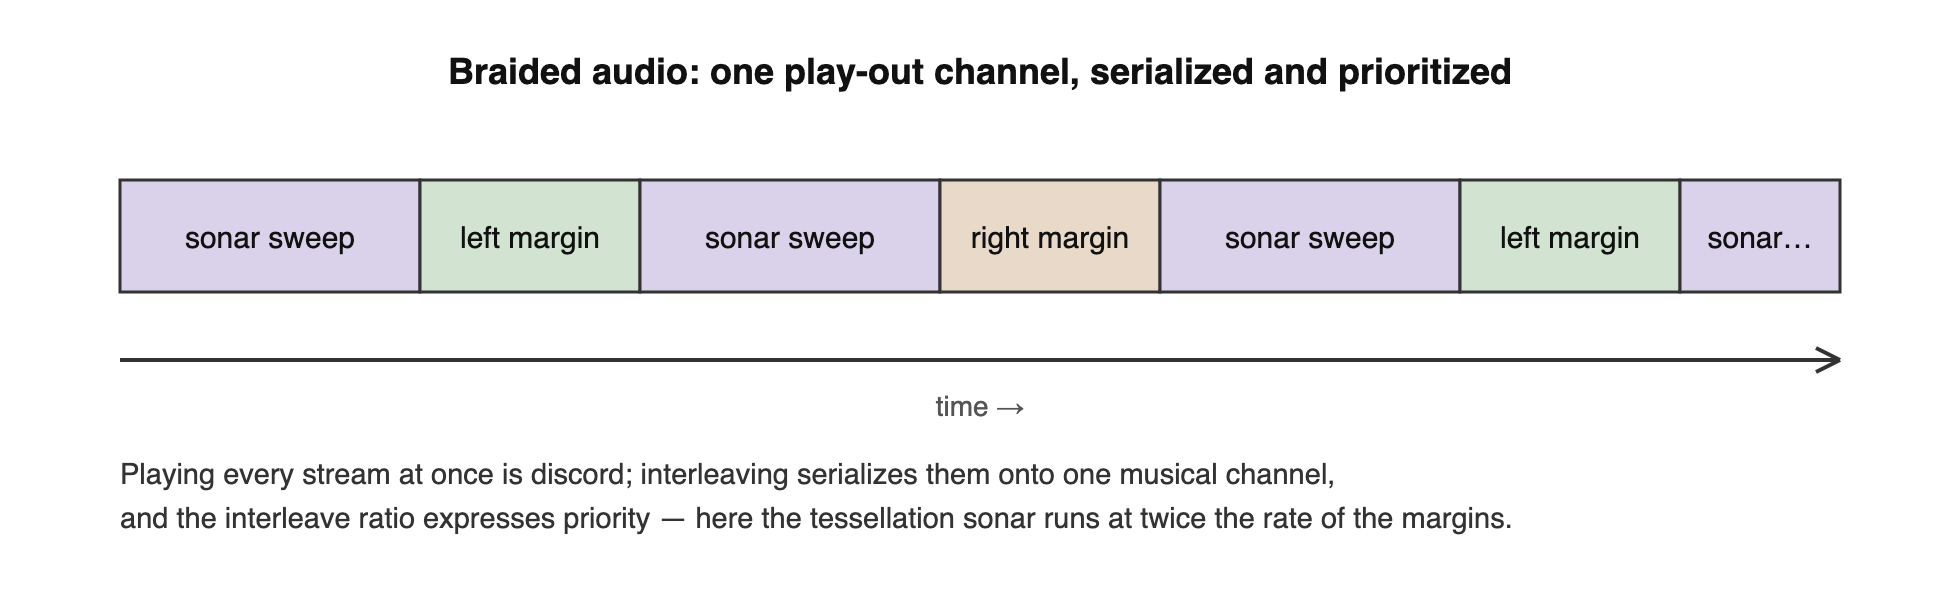 Braided audio: one play-out channel, serialized and prioritized
sonar sweep
left margin
sonar sweep
right margin
sonar sweep
left margin
sonar…
time →
Playing every stream at once is discord; interleaving serializes them onto one musical channel,
and the interleave ratio expresses priority — here the tessellation sonar runs at twice the rate of the margins.